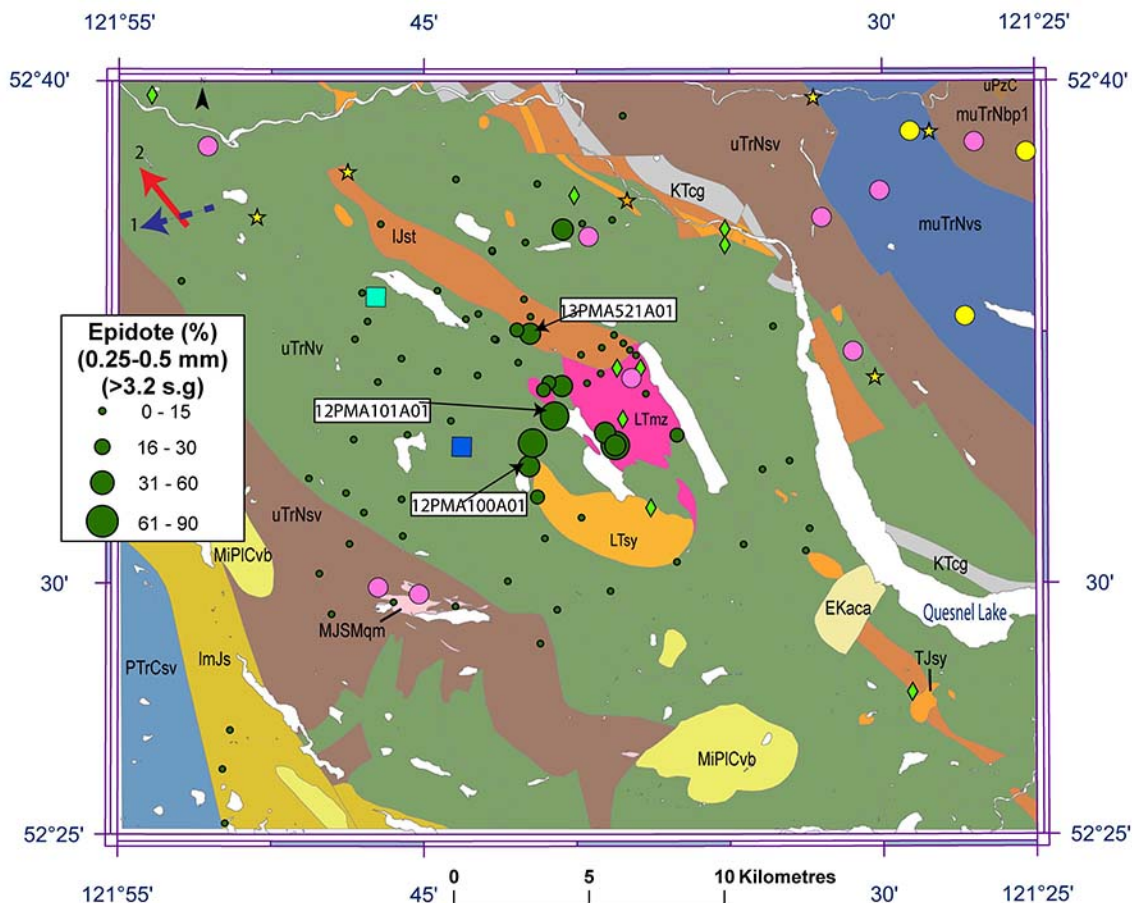 121°55'
45'
30'
121°25'
52°40'
52°40'
uPzC
muTrNbp1
uTrNsv
2
KTcg
1
muTrNvs
lJst
13PMA521A01
Epidote (%)
(0.25-0.5 mm)
(>3.2 s.g)
0 - 15
16 - 30
31 - 60
61 - 90
uTrNv
12PMA101A01
LTmz
12PMA100A01
uTrNsv
LTsy
MiPlCvb
KTcg
30'
30'
EKaca
Quesnel Lake
MJSMqm
PTrCsv
lmJs
TJsy
MiPlCvb
52°25'
52°25'
121°55'
45'
0
5
10 Kilometres
30'
121°25'